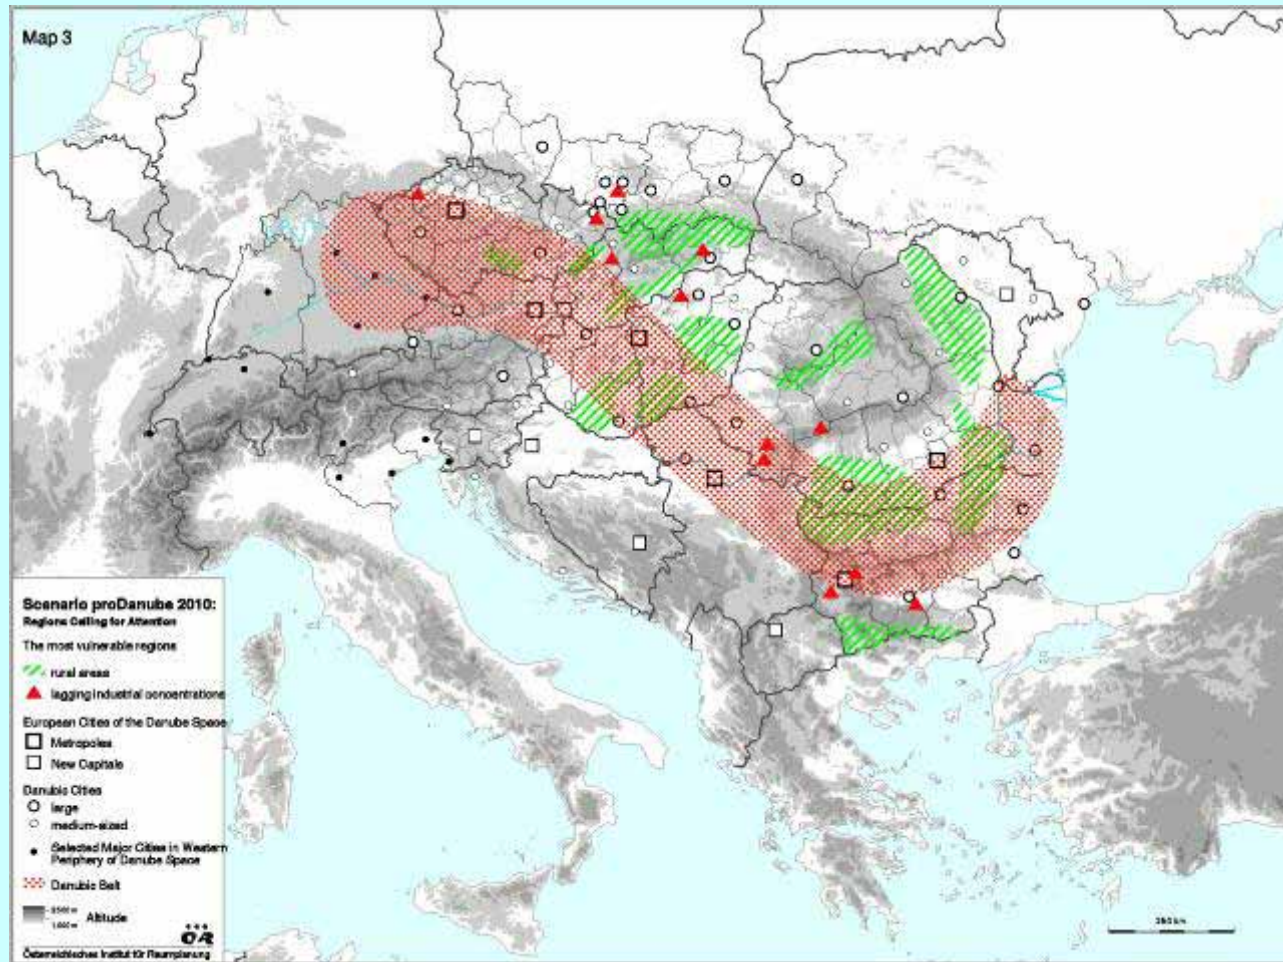 Map 3
Scenario proDanube 2010:
Regions Calling for Attention
The most vulnerable regions
rural areas
lagging industrial concentrations
European Cities of the Danube Space
Metropoles
New Capitals
Danubic Cities
large
medium-sized
Selected Major Cities in Western
Periphery of Danube Space
Danubic Belt
Altitude
Österreichisches Institut für Raumplanung